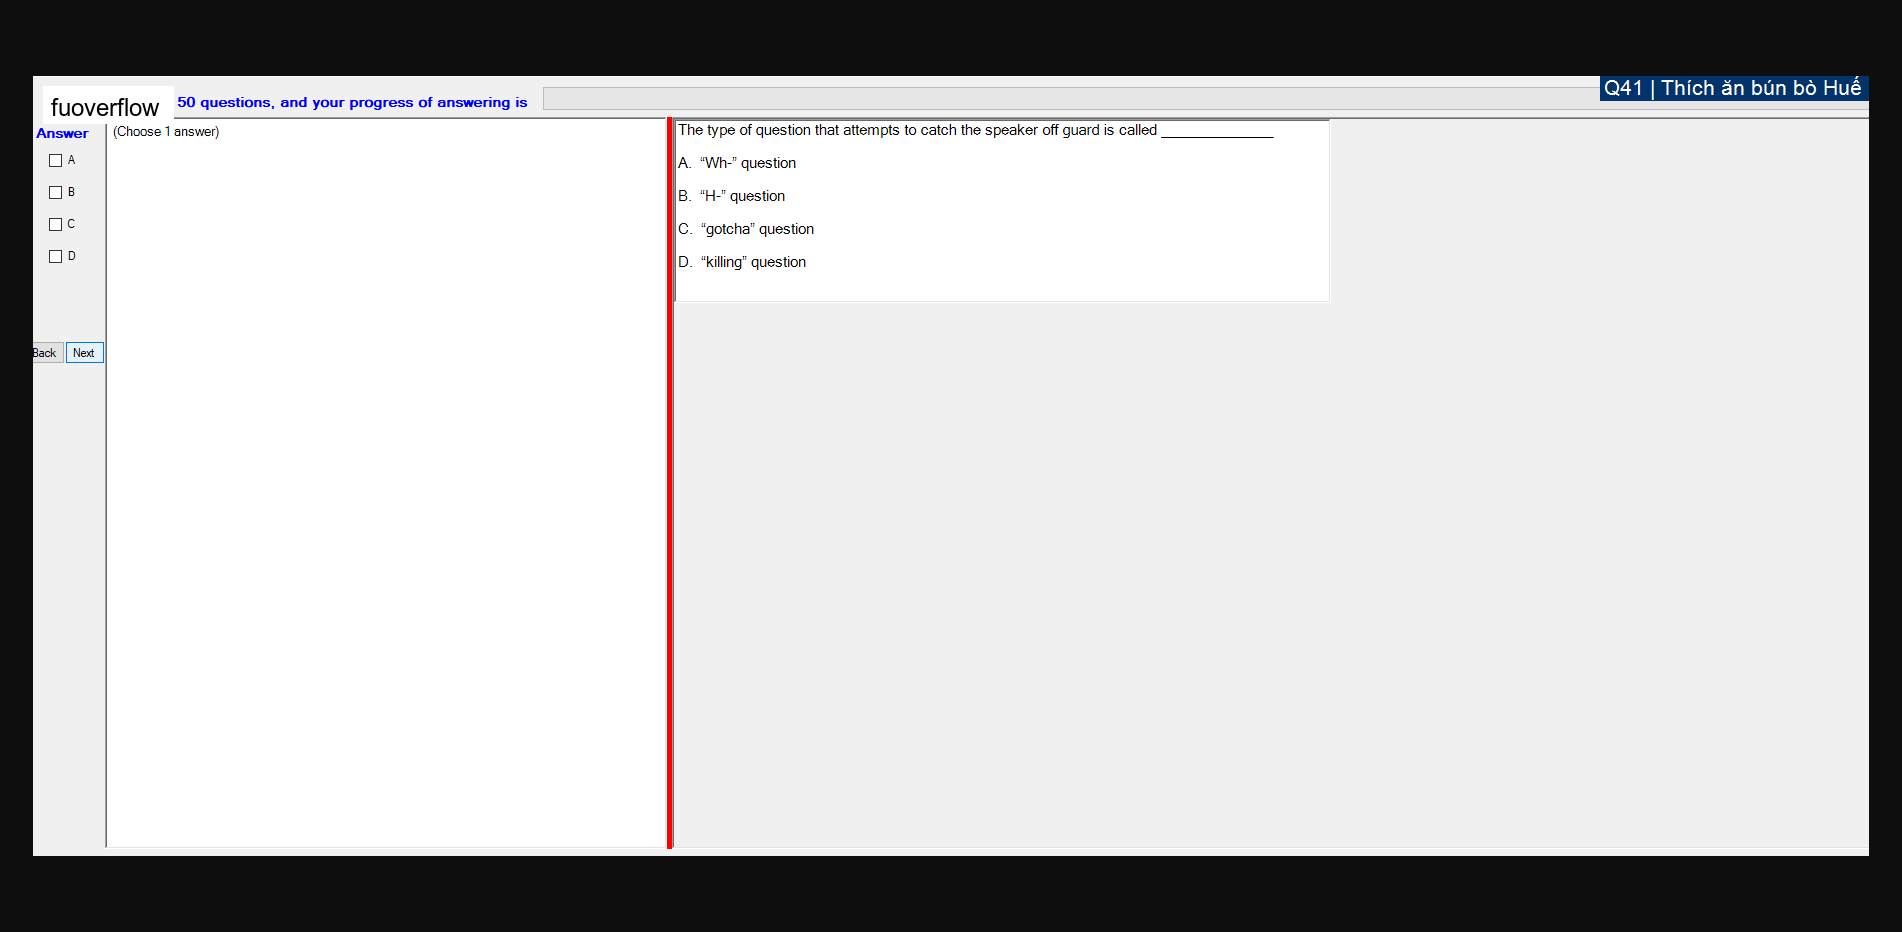 Q41 | Thích ăn bún bò Huế
fuoverflow 50 questions, and your progress of answering is
Answer
(Choose 1 answer)
A
B
C
D
Back Next
The type of question that attempts to catch the speaker off guard is called ______________
A. “Wh-” question
B. “H-” question
C. “gotcha” question
D. “killing” question